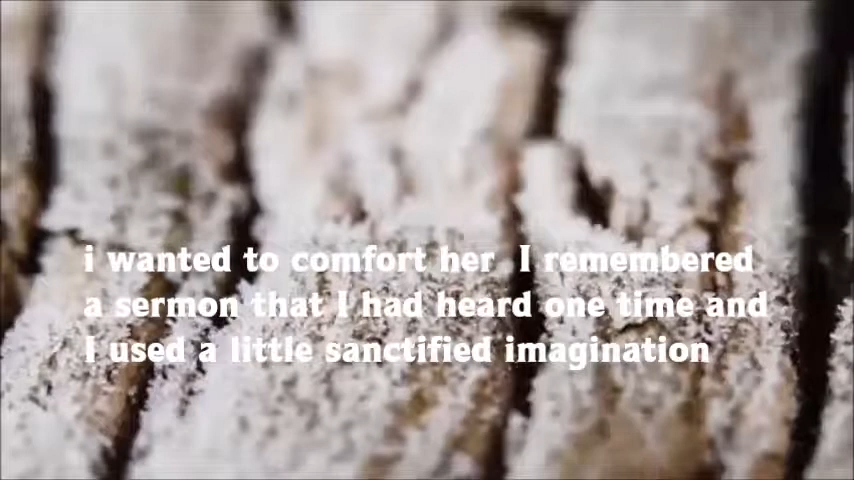 i wanted to comfort her  I remembered
a sermon that I had heard one time and
I used a little sanctified imagination